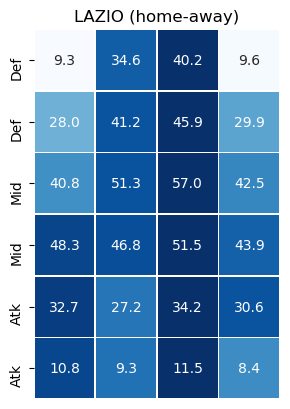 LAZIO (home-away)
Def 9.3 34.6 40.2 9.6
Def 28.0 41.2 45.9 29.9
Mid 40.8 51.3 57.0 42.5
Mid 48.3 46.8 51.5 43.9
Atk 32.7 27.2 34.2 30.6
Atk 10.8 9.3 11.5 8.4